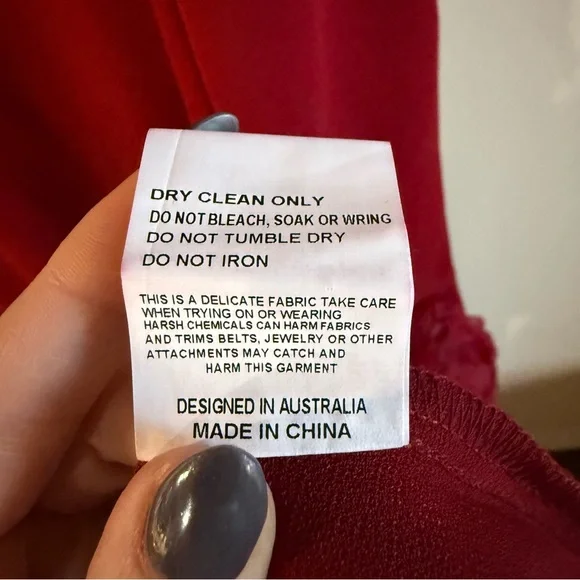 DRY CLEAN ONLY
DO NOT BLEACH, SOAK OR WRING
DO NOT TUMBLE DRY
DO NOT IRON
THIS IS A DELICATE FABRIC TAKE CARE
WHEN TRYING ON OR WEARING
HARSH CHEMICALS CAN HARM FABRICS
AND TRIMS BELTS, JEWELRY OR OTHER
ATTACHMENTS MAY CATCH AND
HARM THIS GARMENT
DESIGNED IN AUSTRALIA
MADE IN CHINA